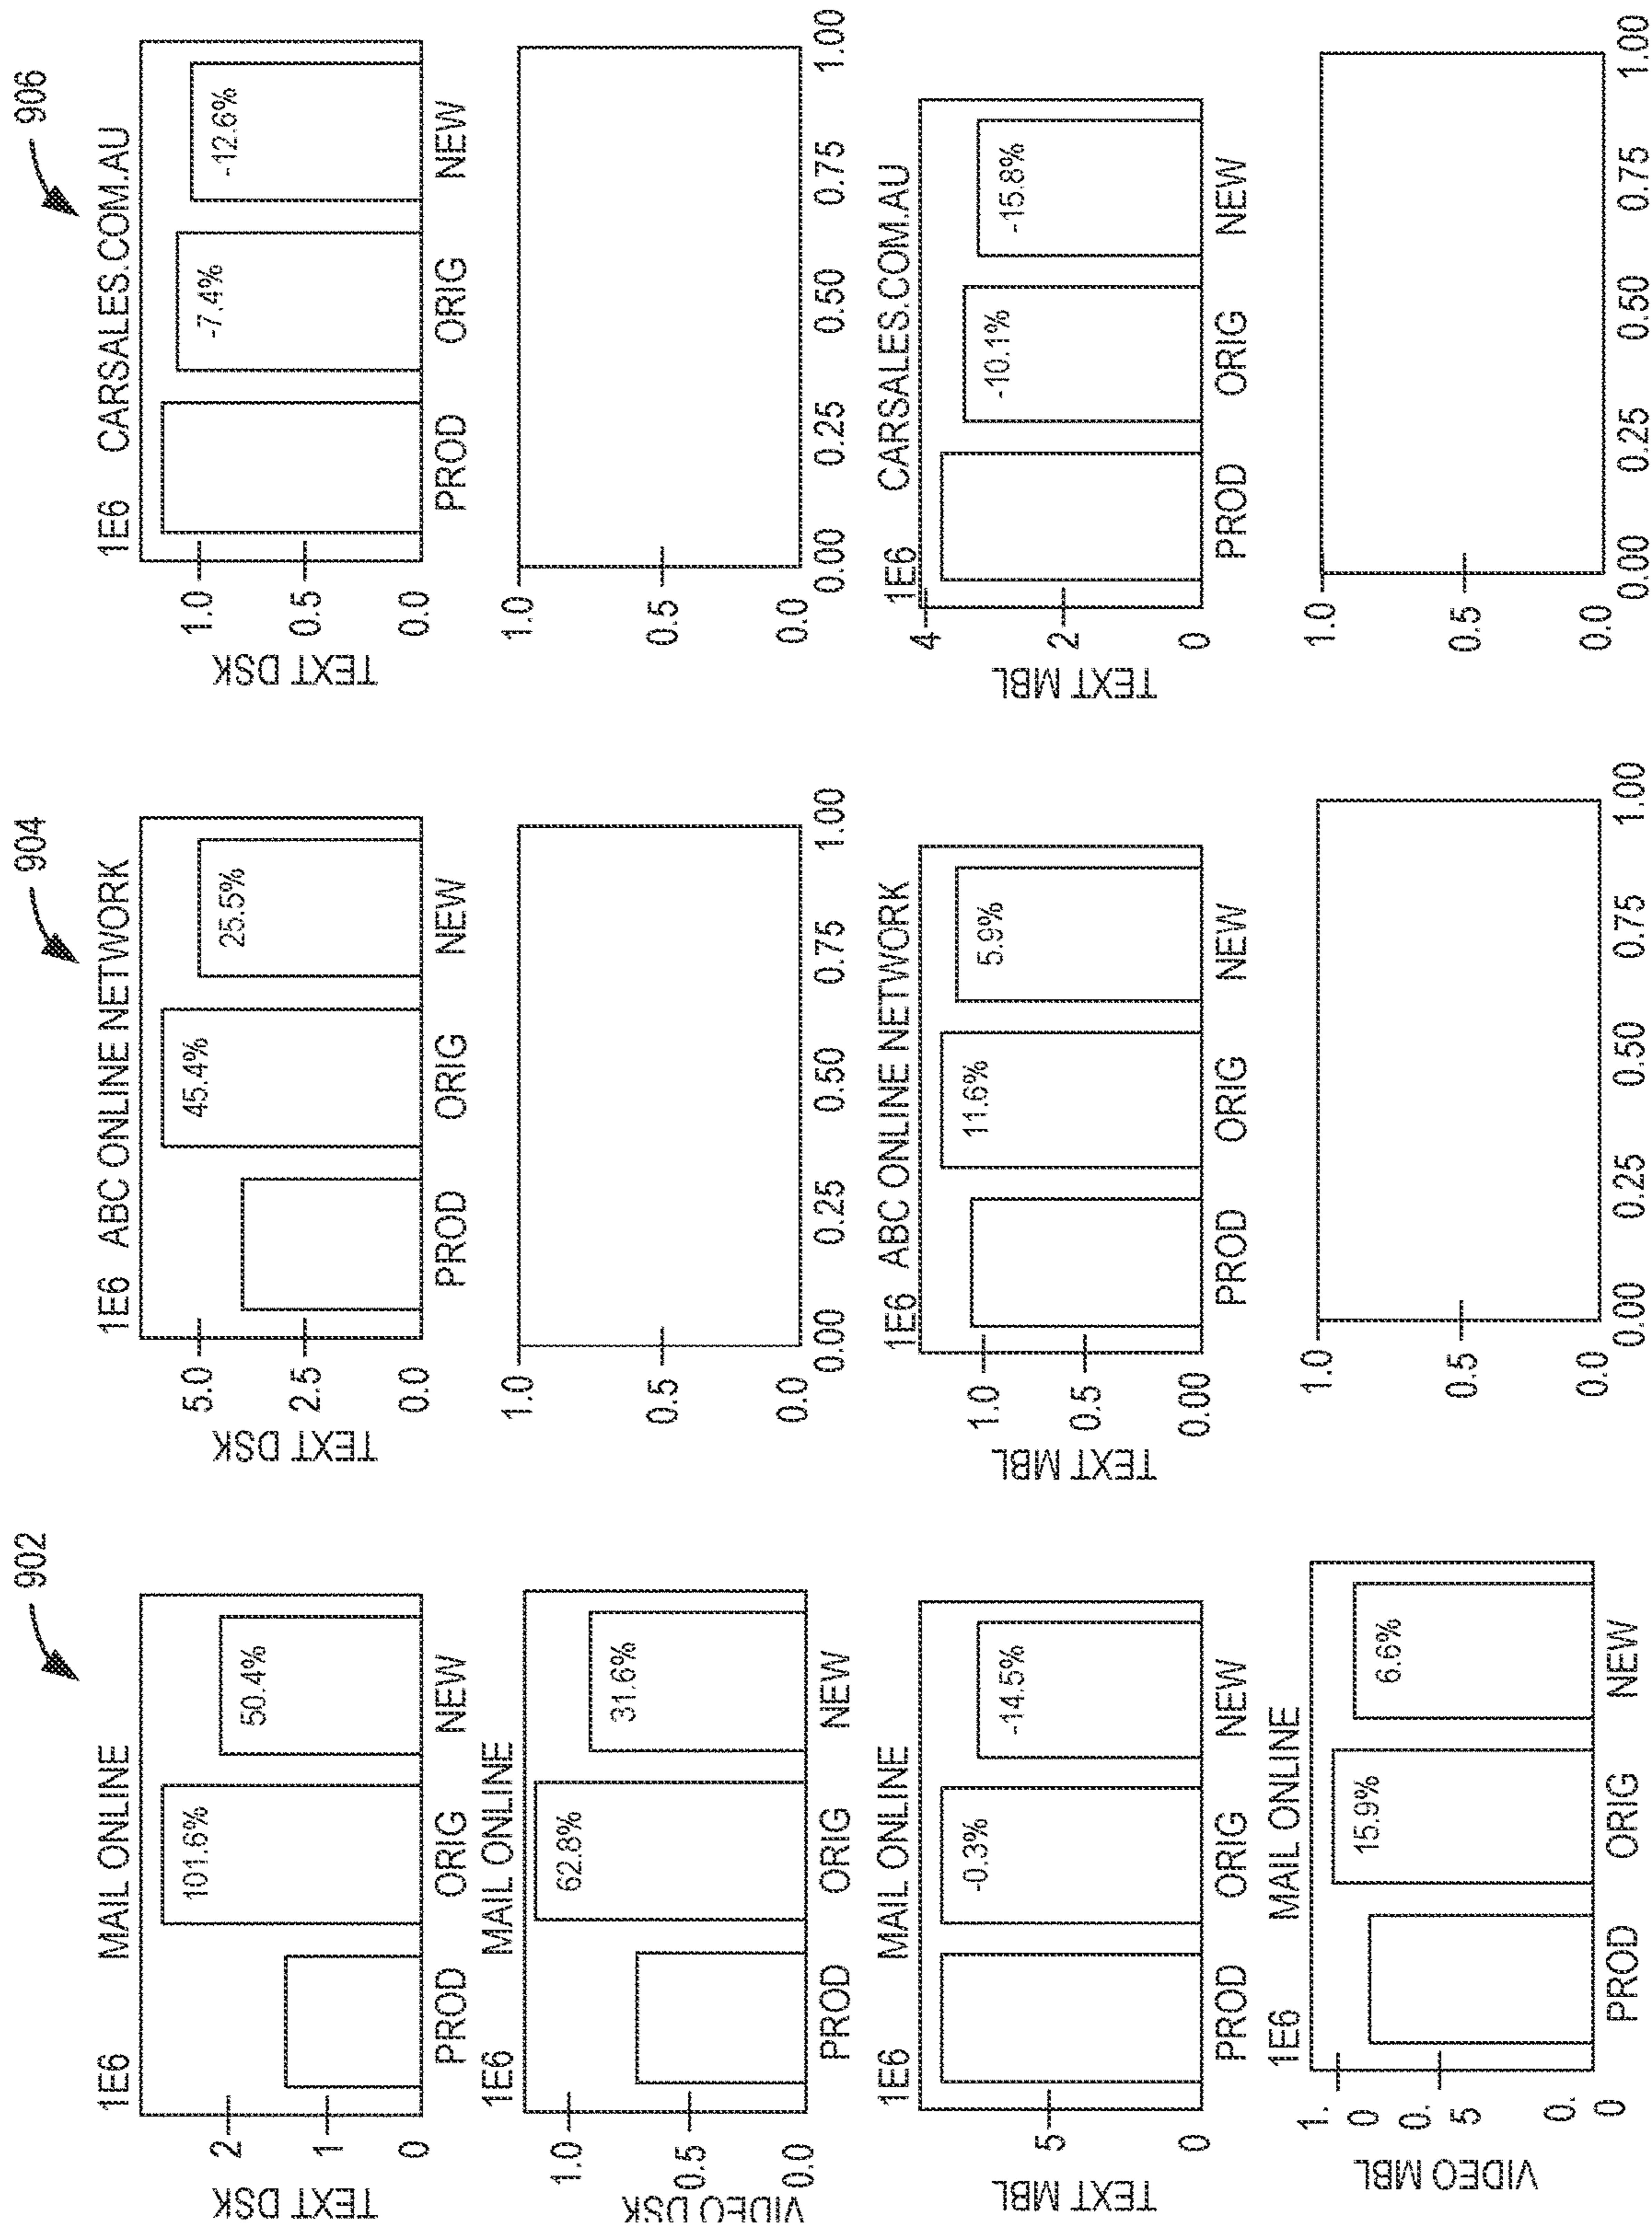 902
1E6 MAIL ONLINE
TEXT DSK
2
1
0
101.6%
50.4%
PROD ORIG NEW
1E6 MAIL ONLINE
VIDEO DSK
1.0
0.5
0.0
62.8%
31.6%
PROD ORIG NEW
1E6 MAIL ONLINE
TEXT MBL
5
0
-0.3%
-14.5%
PROD ORIG NEW
1E6 MAIL ONLINE
VIDEO MBL
1.
0
0.
5
0.
0
15.9%
6.6%
PROD ORIG NEW
904
1E6 ABC ONLINE NETWORK
TEXT DSK
5.0
2.5
0.0
45.4%
25.5%
PROD ORIG NEW
1.0
0.5
0.0
0.00 0.25 0.50 0.75 1.00
1E6 ABC ONLINE NETWORK
TEXT MBL
1.0
0.5
0.00
11.6%
5.9%
PROD ORIG NEW
1.0
0.5
0.0
0.00 0.25 0.50 0.75 1.00
906
1E6 CARSALES.COM.AU
TEXT DSK
1.0
0.5
0.0
-7.4%
-12.6%
PROD ORIG NEW
1.0
0.5
0.0
0.00 0.25 0.50 0.75 1.00
1E6 CARSALES.COM.AU
TEXT MBL
4
2
0
-10.1%
-15.8%
PROD ORIG NEW
1.0
0.5
0.0
0.00 0.25 0.50 0.75 1.00